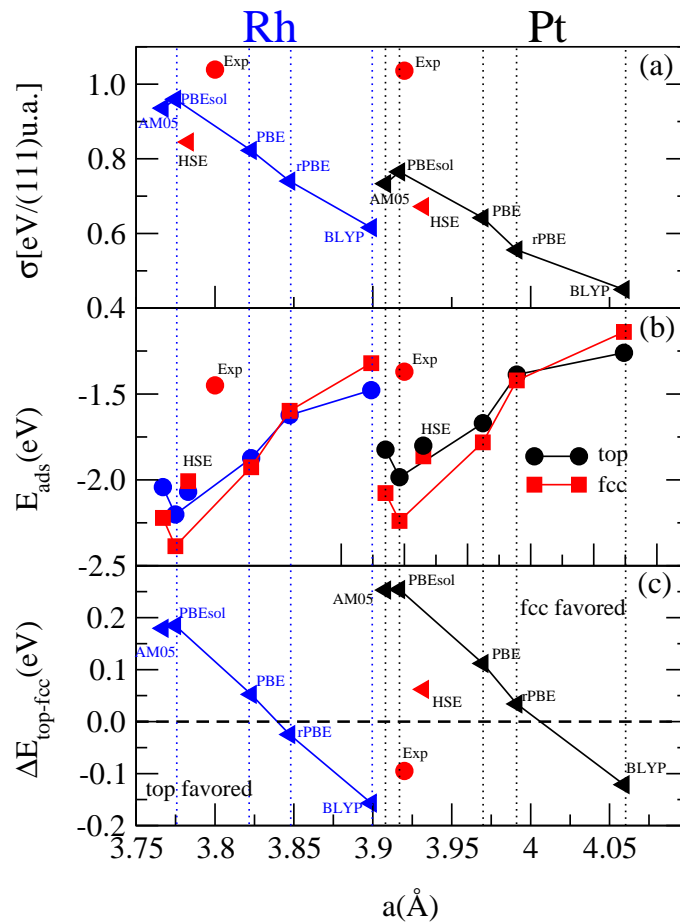 Rh Pt
(a)
Exp Exp
1.0
PBEsol
AM05
PBE
HSE
rPBE
PBEsol
0.8
AM05
PBE
HSE
BLYP
rPBE
0.6
BLYP
0.4
σ[eV/(111)u.a.]
(b)
Exp Exp
-1.5
HSE HSE
top
fcc
-2.0
-2.5
E_ads(eV)
(c)
AM05 PBEsol
fcc favored
0.2
PBEsol
AM05
PBE
0.1
PBE
HSE
rPBE
0.0
rPBE
Exp
-0.1
top favored
BLYP BLYP
-0.2
ΔE_top-fcc(eV)
3.75 3.8 3.85 3.9 3.95 4 4.05
a(Å)